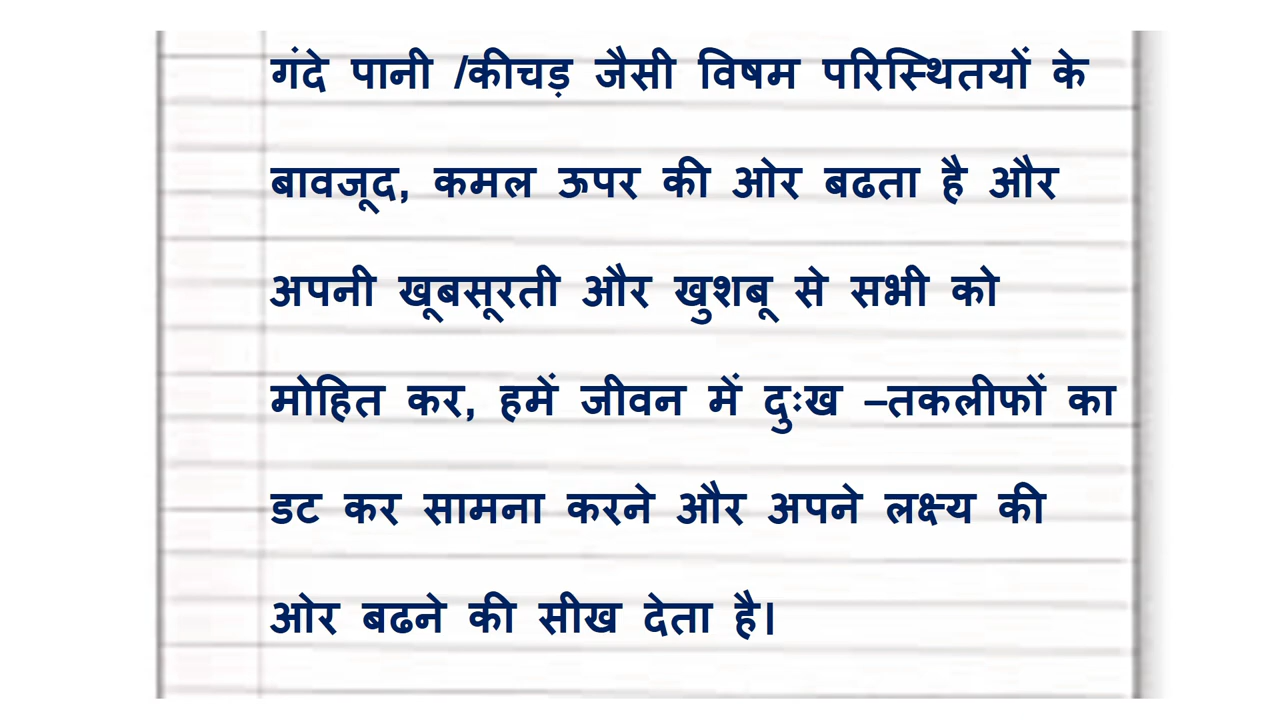 गंदे पानी /कीचड़ जैसी विषम परिस्थितयों के
बावजूद, कमल ऊपर की ओर बढता है और
अपनी खूबसूरती और खुशबू से सभी को
मोहित कर, हमें जीवन में दुःख –तकलीफों का
डट कर सामना करने और अपने लक्ष्य की
ओर बढने की सीख देता है।